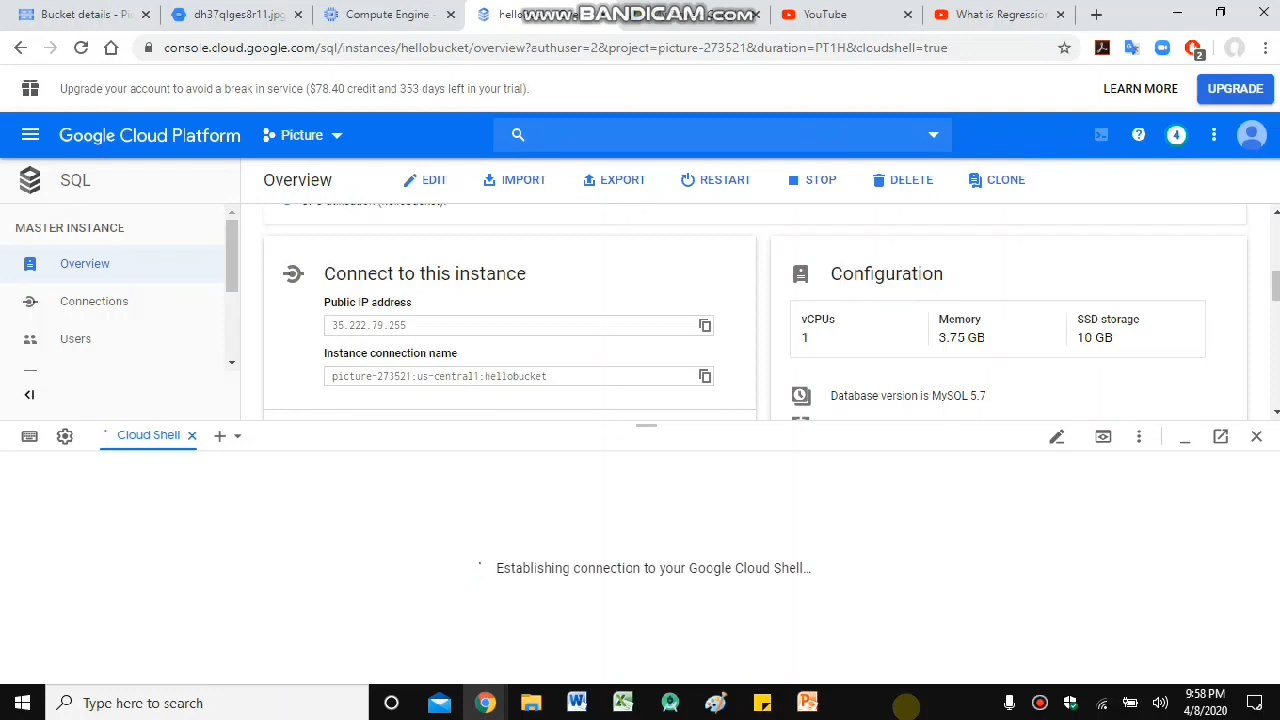 Bucket details - Pic
dh37qlgehr11.jpg
Compute Engine -
hello
www.BANDICAM.com
YouTube
What is Regression
console.cloud.google.com/sql/instances/hellobucket/overview?authuser=2&project=picture-273521&duration=PT1H&cloudshell=true
2
Upgrade your account to avoid a break in service ($78.40 credit and 353 days left in your trial).
LEARN MORE
UPGRADE
Google Cloud Platform
Picture
4
SQL
Overview
EDIT
IMPORT
EXPORT
RESTART
STOP
DELETE
CLONE
MASTER INSTANCE
Overview
Connections
Users
Connect to this instance
Public IP address
35.222.79.255
Instance connection name
picture-273521:us-central1:hellobucket
Configuration
vCPUs
1
Memory
3.75 GB
SSD storage
10 GB
Database version is MySQL 5.7
Cloud Shell
Establishing connection to your Google Cloud Shell...
Type here to search
9:58 PM
4/8/2020